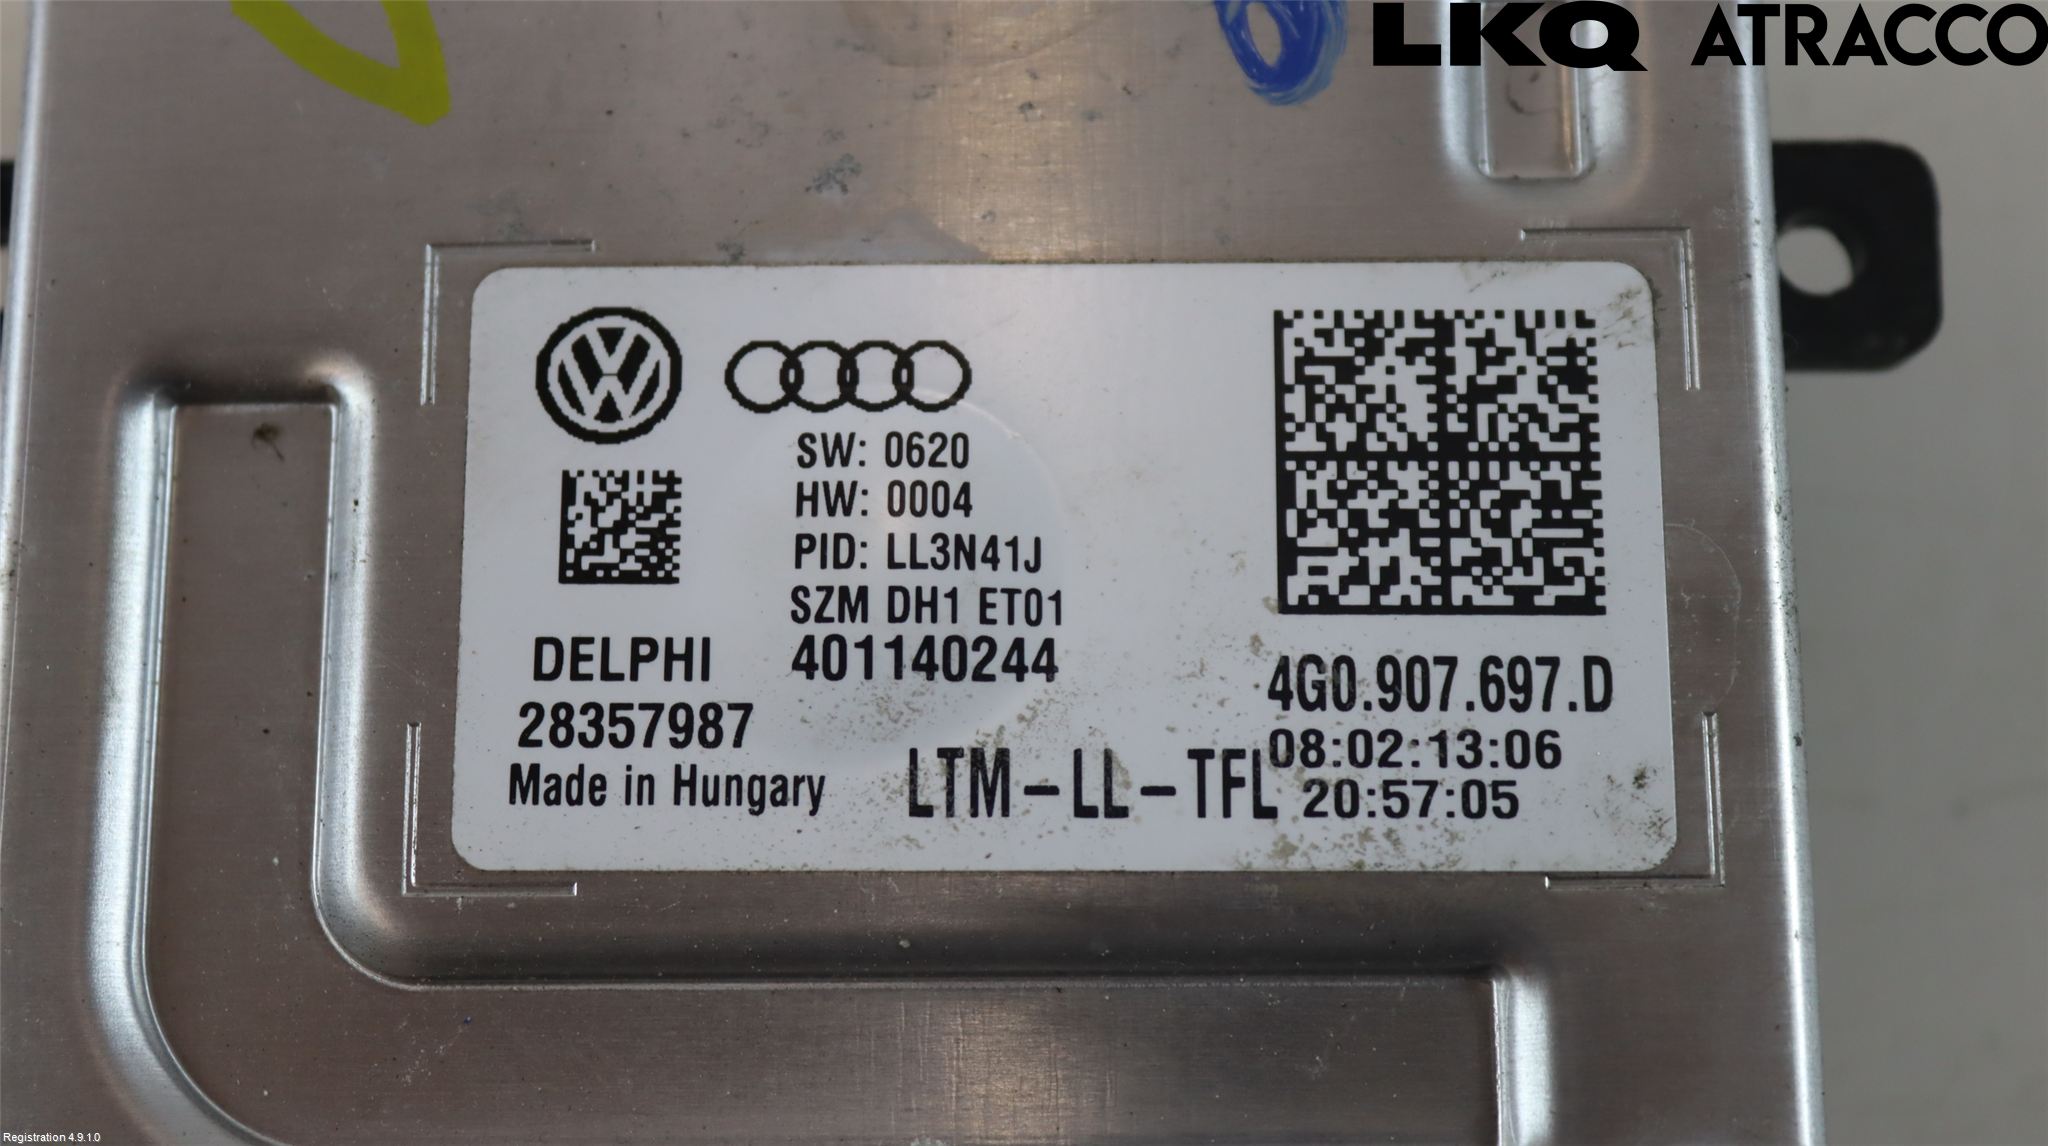 LKQ ATRACCO
SW: 0620
HW: 0004
PID: LL3N41J
SZM DH1 ET01
DELPHI 401140244
28357987
Made in Hungary
LTM-LL-TFL
4G0.907.697.D
08:02:13:06
20:57:05
Registration 4.9.1.0